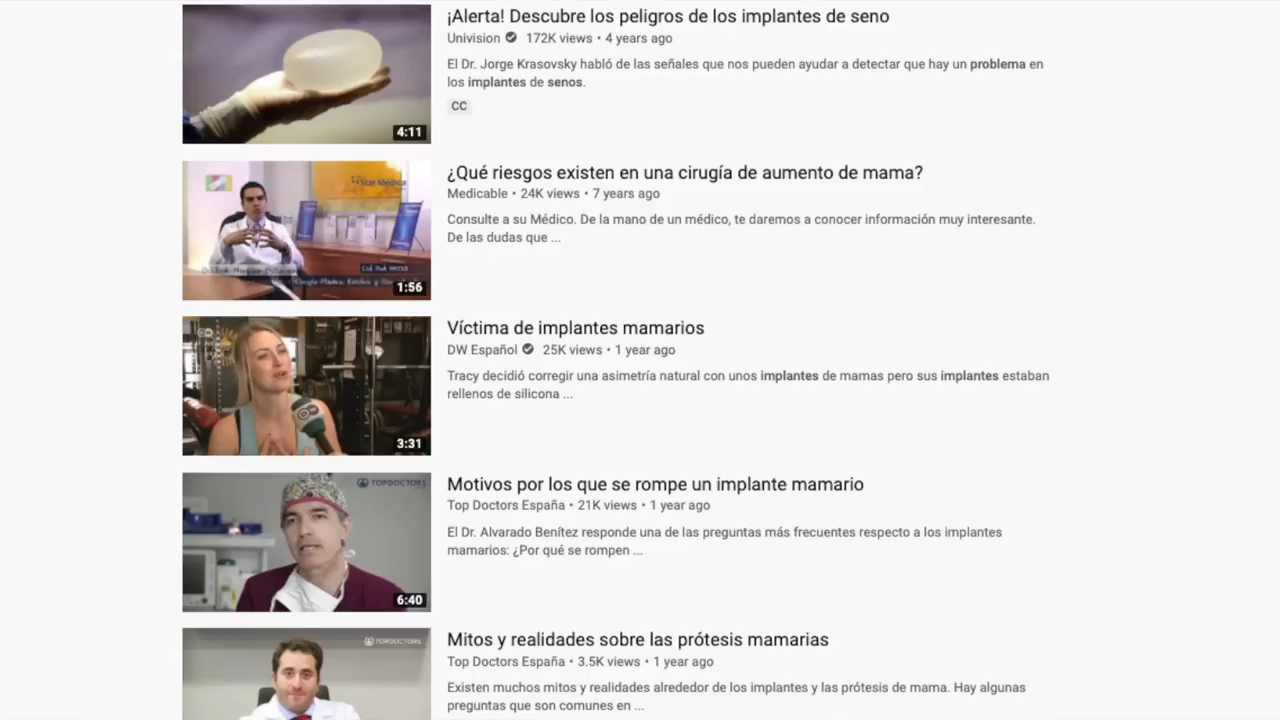 ¡Alerta! Descubre los peligros de los implantes de seno
Univision 172K views • 4 years ago
El Dr. Jorge Krasovsky habló de las señales que nos pueden ayudar a detectar que hay un problema en
los implantes de senos.
CC
4:11
¿Qué riesgos existen en una cirugía de aumento de mama?
Medicable • 24K views • 7 years ago
Consulte a su Médico. De la mano de un médico, te daremos a conocer información muy interesante.
De las dudas que ...
1:56
Víctima de implantes mamarios
DW Español 25K views • 1 year ago
Tracy decidió corregir una asimetría natural con unos implantes de mamas pero sus implantes estaban
rellenos de silicona ...
3:31
TOPDOCTORS
Motivos por los que se rompe un implante mamario
Top Doctors España • 21K views • 1 year ago
El Dr. Alvarado Benítez responde una de las preguntas más frecuentes respecto a los implantes
mamarios: ¿Por qué se rompen ...
6:40
TOPDOCTORS
Mitos y realidades sobre las prótesis mamarias
Top Doctors España • 3.5K views • 1 year ago
Existen muchos mitos y realidades alrededor de los implantes y las prótesis de mama. Hay algunas
preguntas que son comunes en ...